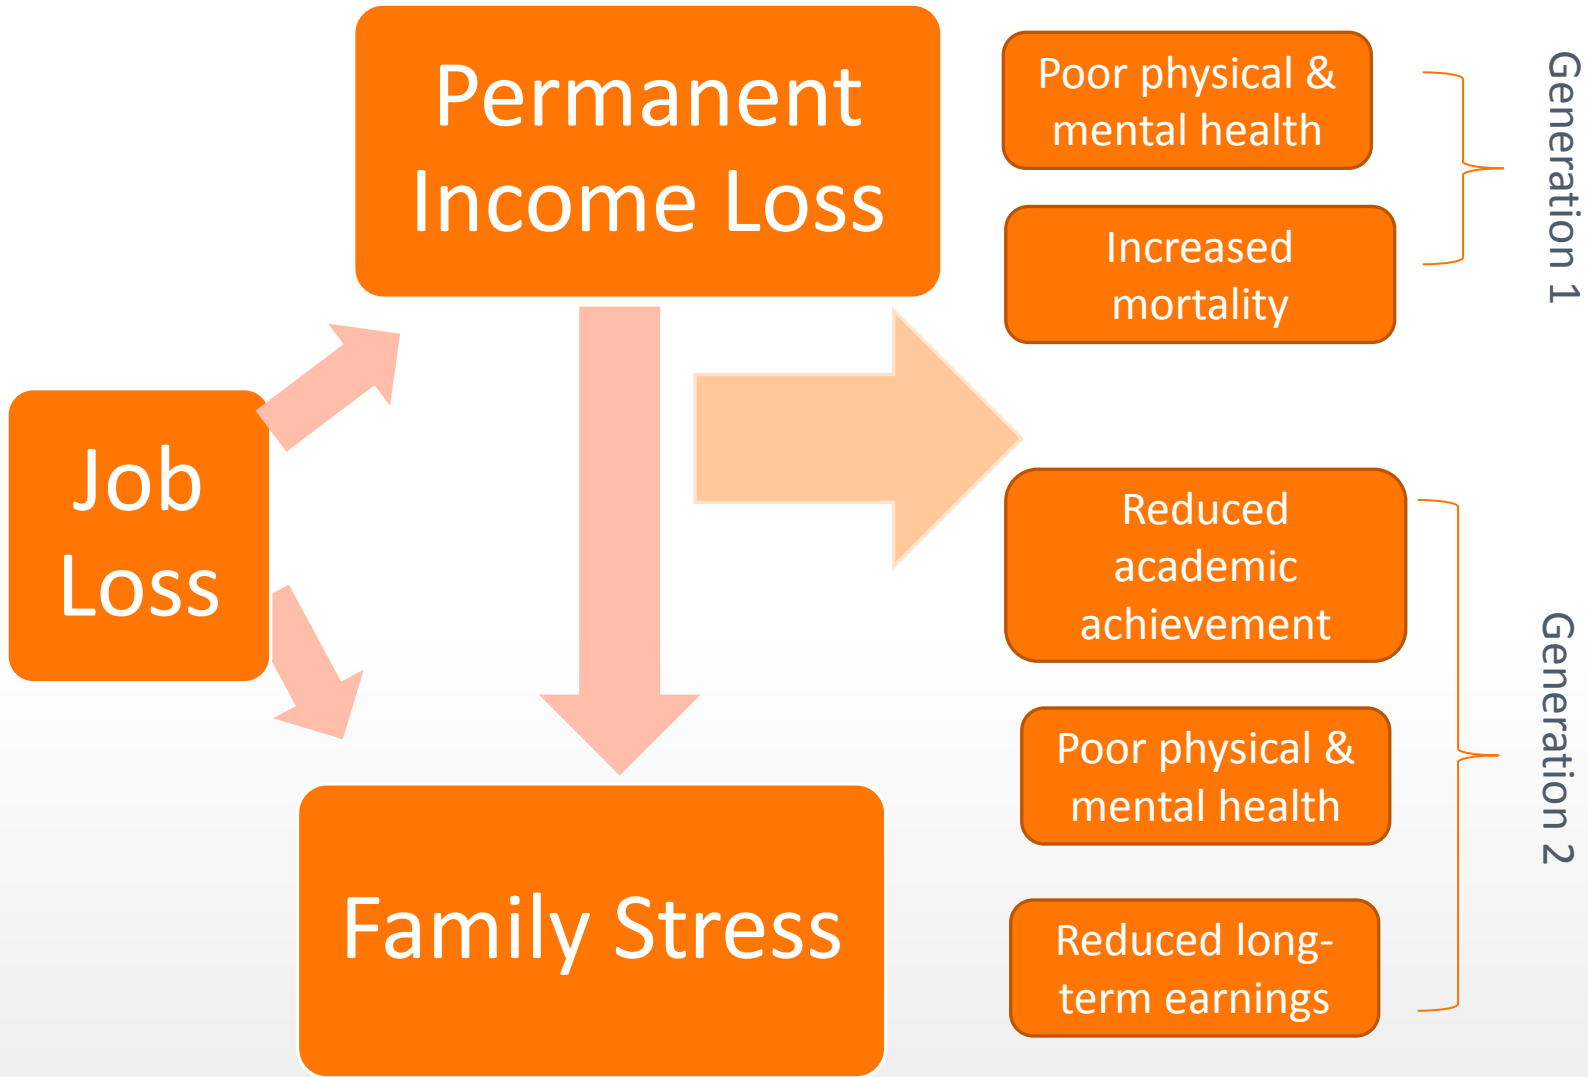 Permanent
Income Loss
Job
Loss
Family Stress
Poor physical &
mental health
Increased
mortality
Generation 1
Reduced
academic
achievement
Poor physical &
mental health
Reduced long-
term earnings
Generation 2